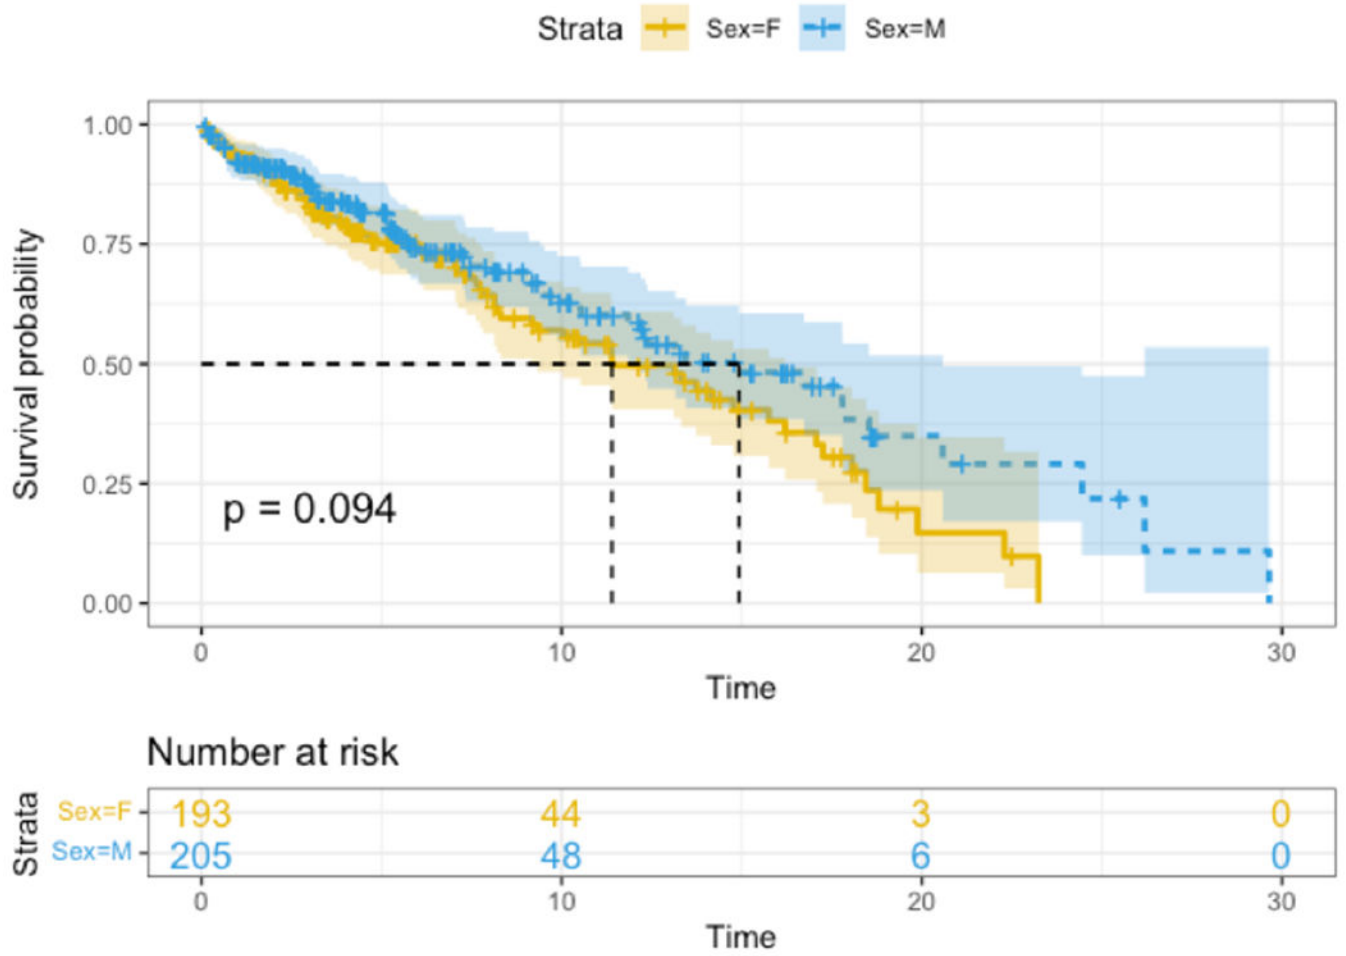 Strata Sex=F Sex=M
Survival probability
1.00
0.75
0.50
0.25
0.00
p = 0.094
0 10 20 30
Time
Number at risk
Strata
Sex=F 193 44 3 0
Sex=M 205 48 6 0
0 10 20 30
Time